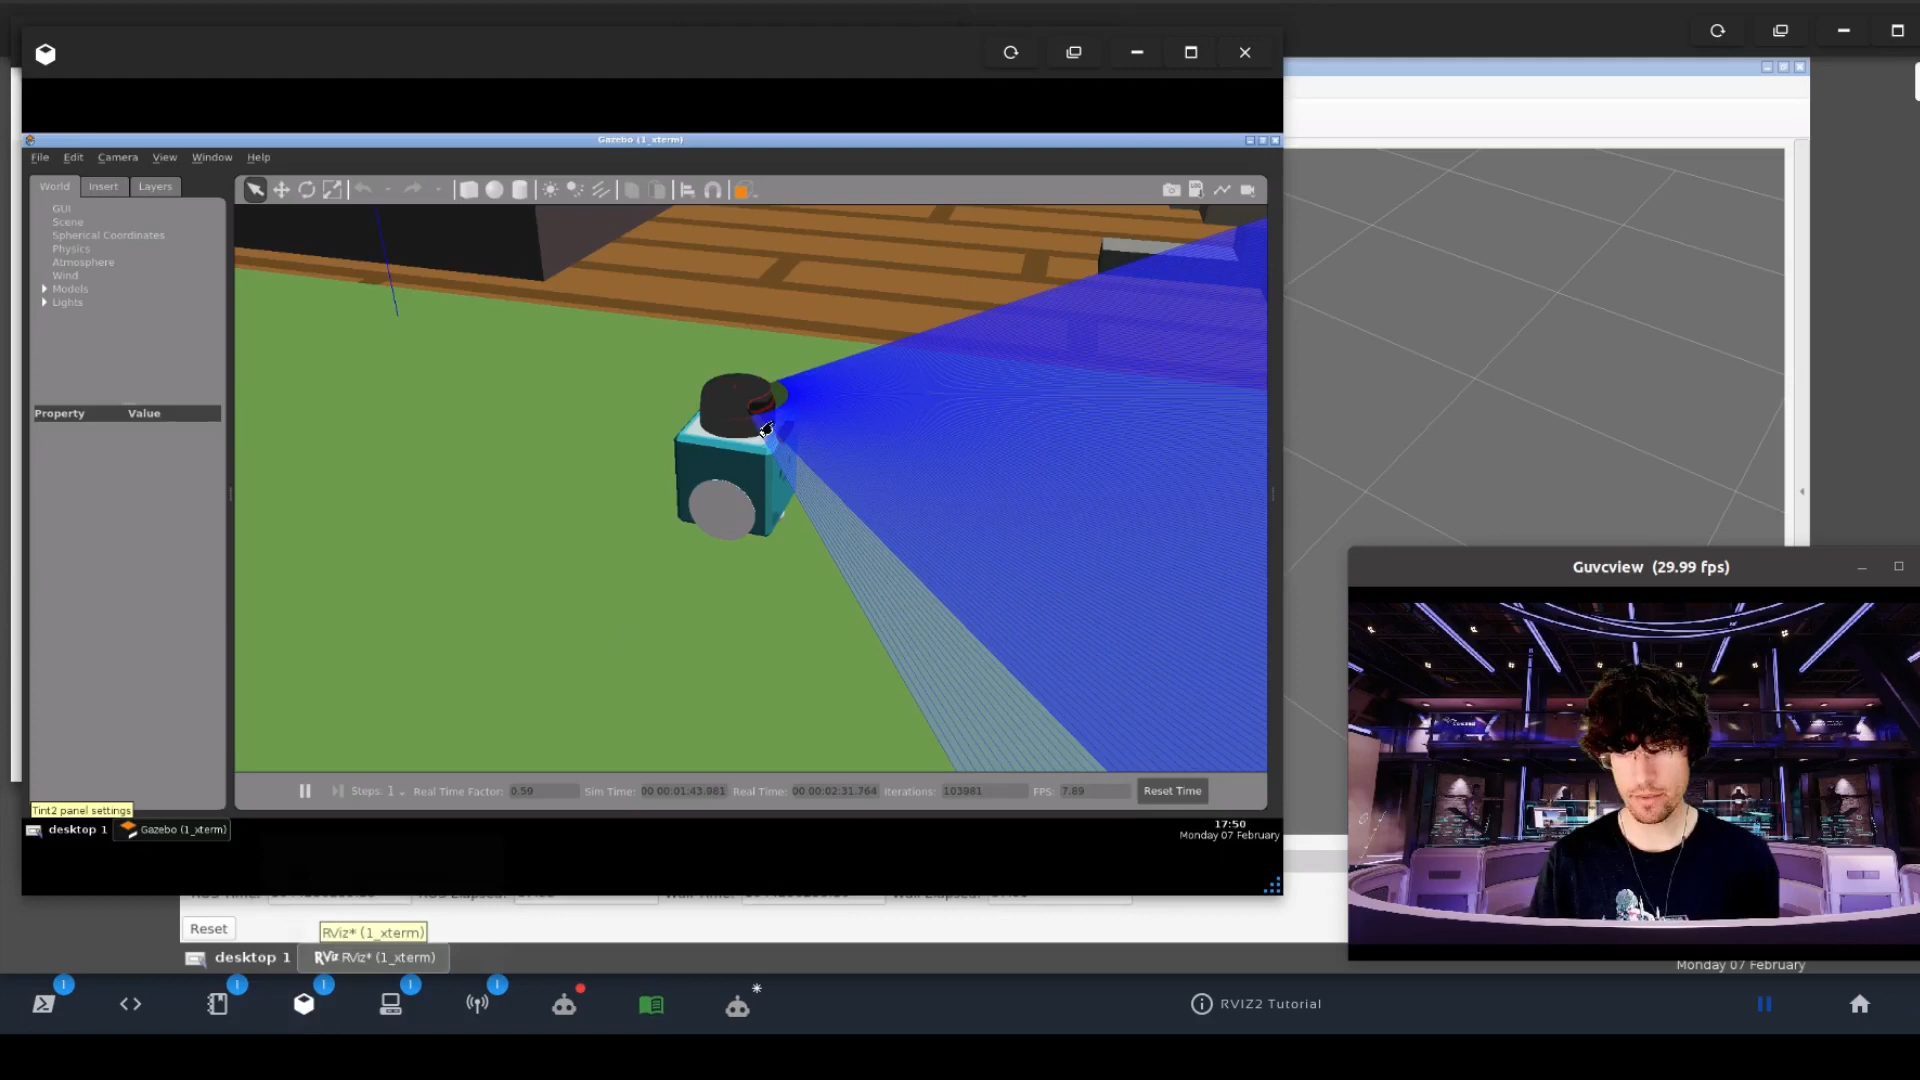 Gazebo (1_xterm)
File Edit Camera View Window Help
World Insert Layers
GUI
Scene
Spherical Coordinates
Physics
Atmosphere
Wind
Models
Lights
Property Value
Steps: 1 Real Time Factor: 0.59 Sim Time: 00 00:01:43.981 Real Time: 00 00:02:31.764 Iterations: 103981 FPS: 7.89 Reset Time
Tint2 panel settings
desktop 1 Gazebo (1_xterm)
17:50
Monday 07 February
Guvcview (29.99 fps)
Reset
RViz* (1_xterm)
desktop 1 RViz RViz* (1_xterm)
Monday 07 February
RVIZ2 Tutorial